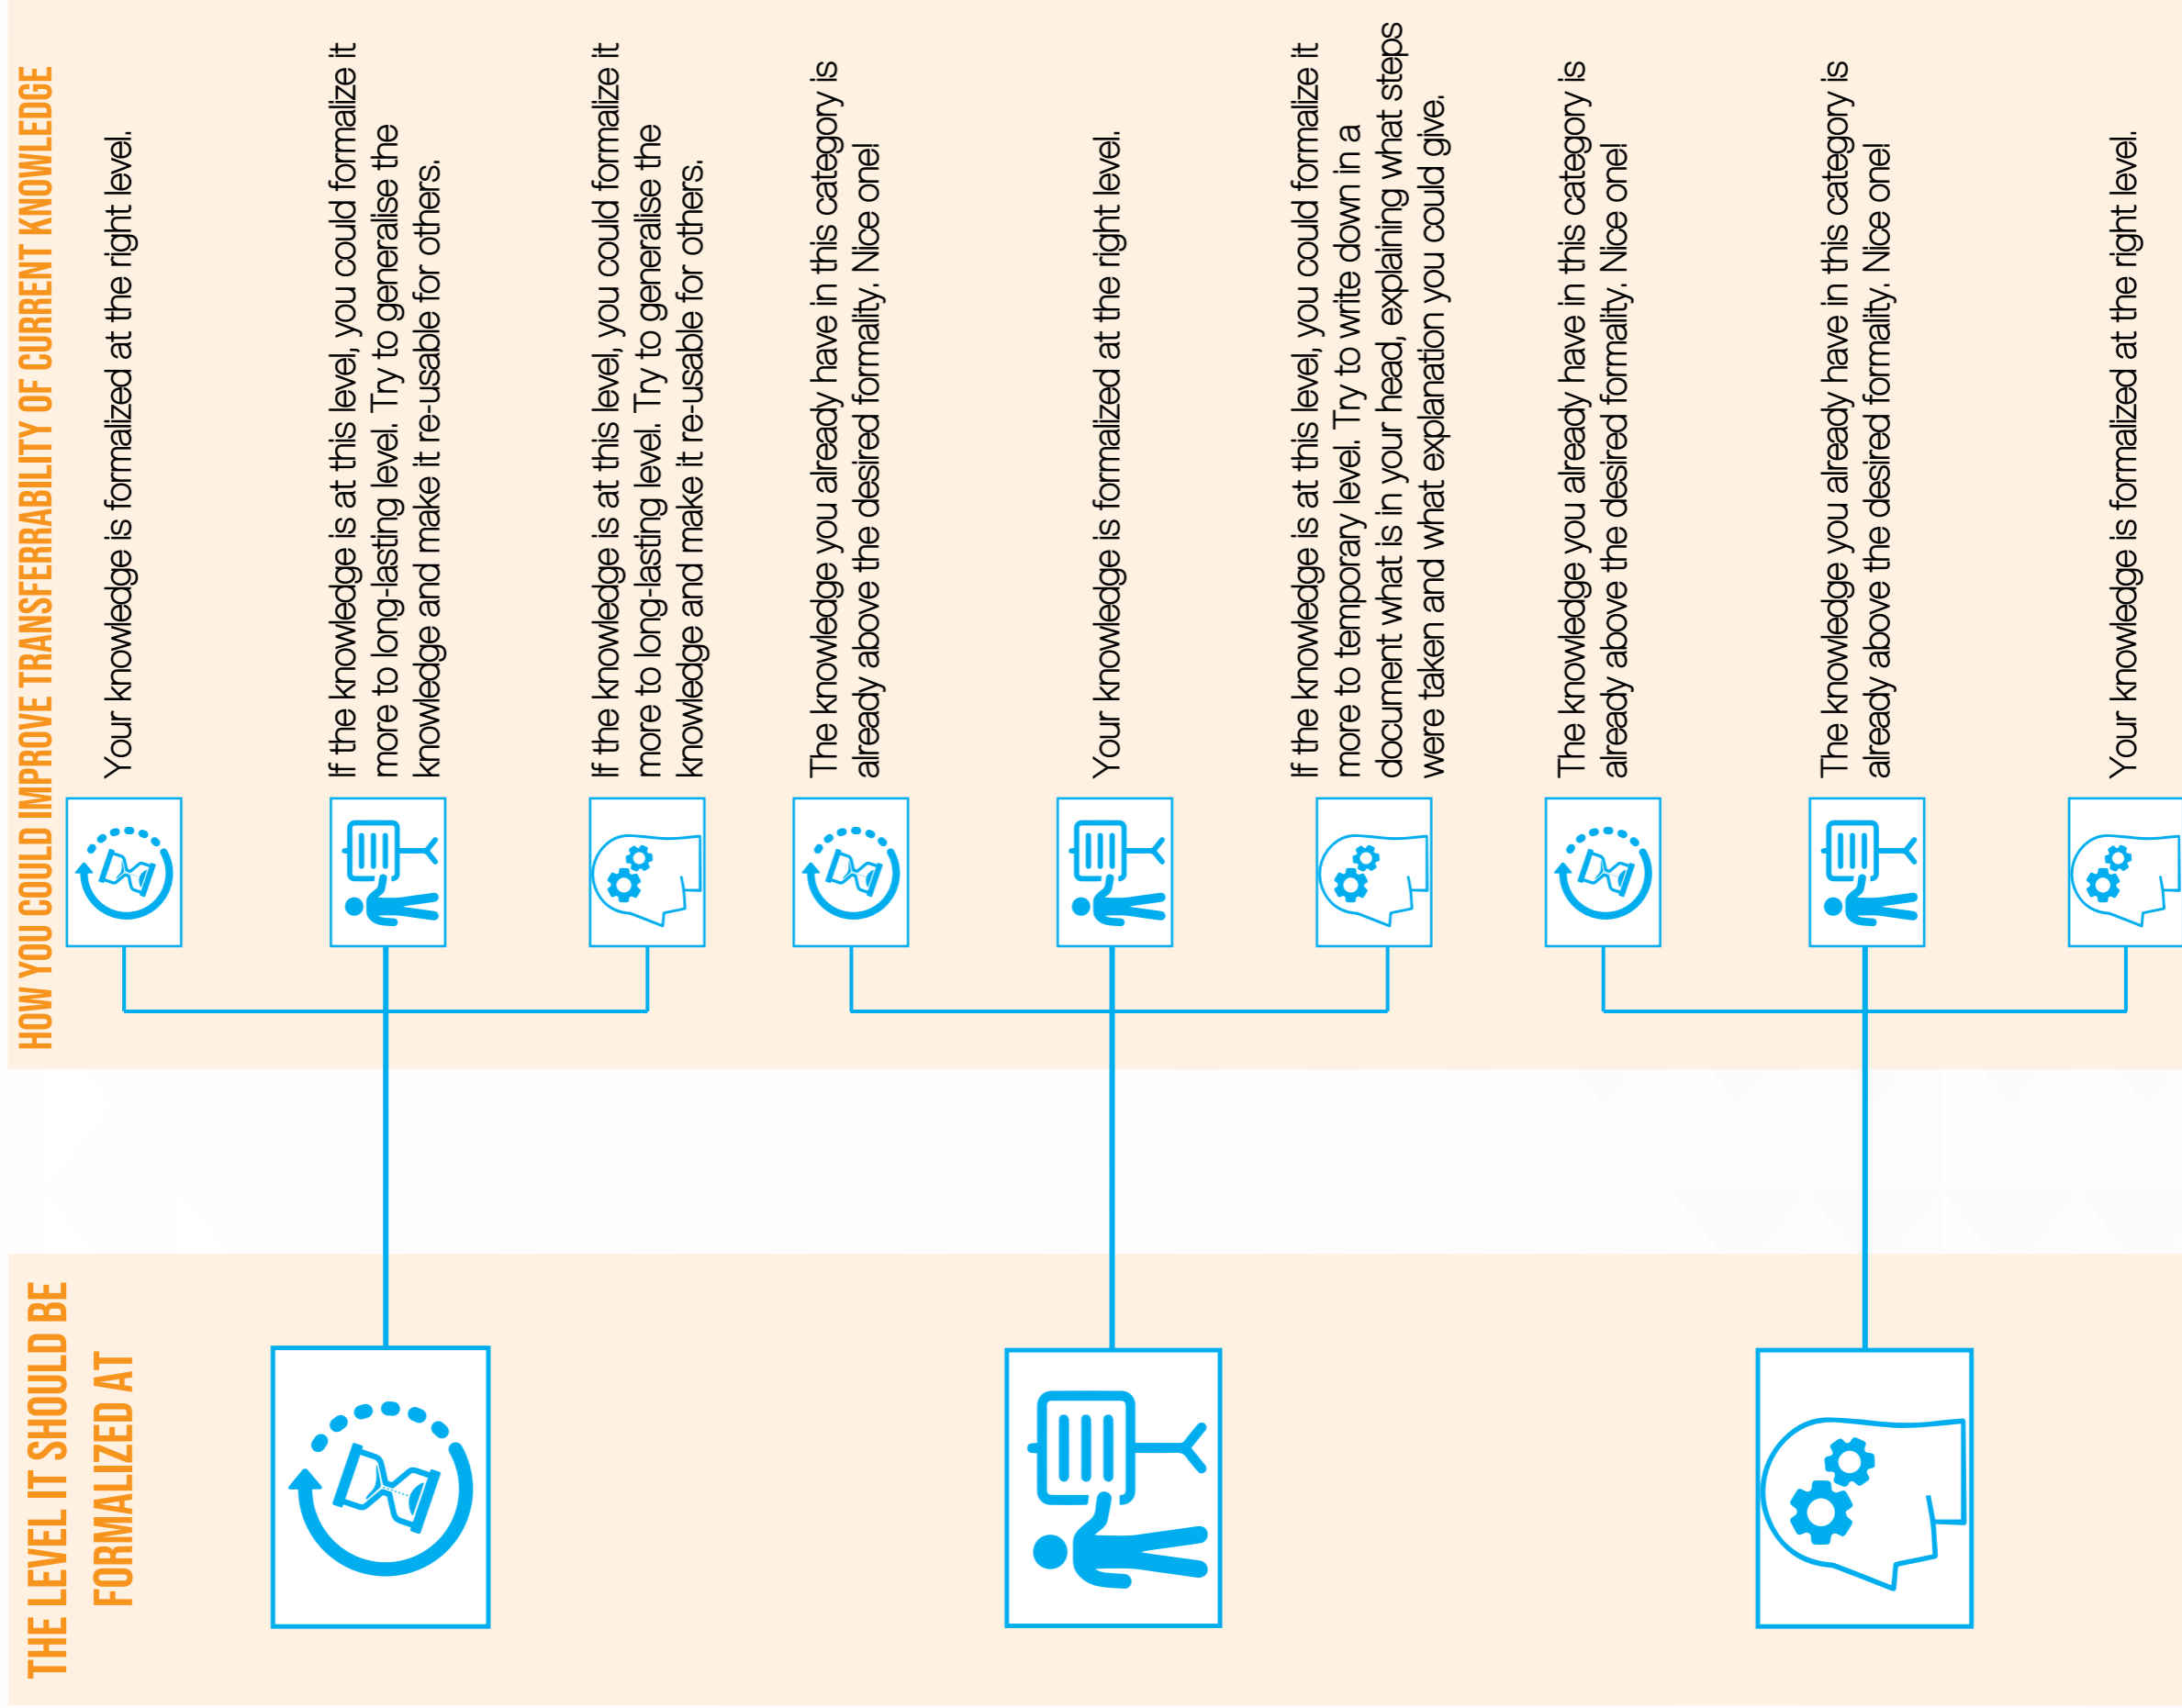 THE LEVEL IT SHOULD BE
FORMALIZED AT
HOW YOU COULD IMPROVE TRANSFERRABILITY OF CURRENT KNOWLEDGE
Your knowledge is formalized at the right level.
If the knowledge is at this level, you could formalize it
more to long-lasting level. Try to generalise the
knowledge and make it re-usable for others.
If the knowledge is at this level, you could formalize it
more to long-lasting level. Try to generalise the
knowledge and make it re-usable for others.
The knowledge you already have in this category is
already above the desired formality. Nice one!
Your knowledge is formalized at the right level.
If the knowledge is at this level, you could formalize it
more to temporary level. Try to write down in a
document what is in your head, explaining what steps
were taken and what explanation you could give.
The knowledge you already have in this category is
already above the desired formality. Nice one!
The knowledge you already have in this category is
already above the desired formality. Nice one!
Your knowledge is formalized at the right level.